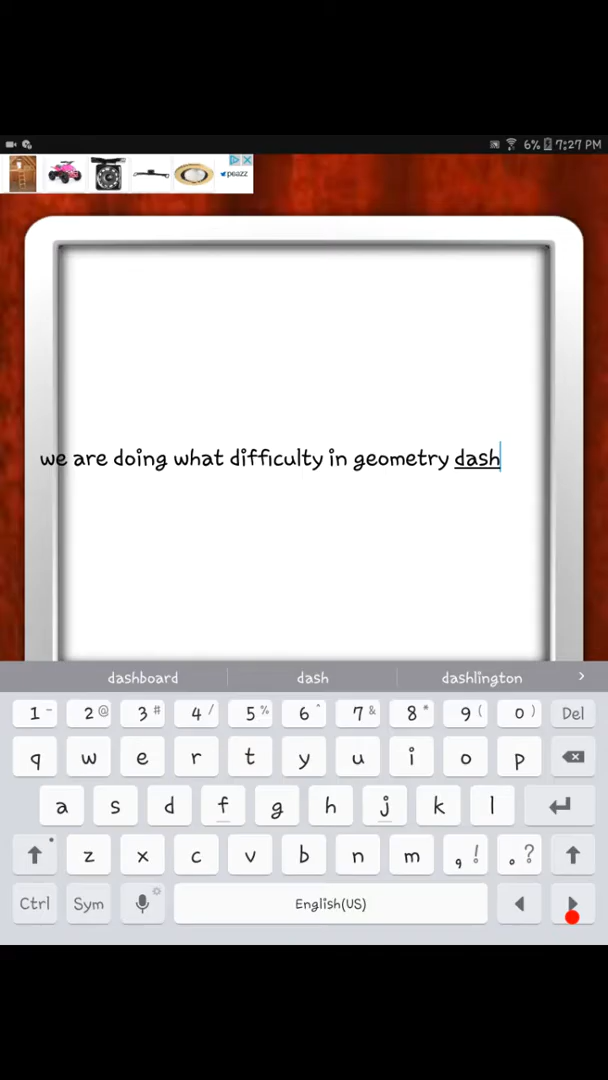 6% 7:27 PM
peazz
we are doing what difficulty in geometry dash
dashboard dash dashlington >
1 - 2 @ 3 # 4 / 5 % 6 ^ 7 & 8 * 9 ( 0 ) Del
q w e r t y u i o p
a s d f g h j k l
z x c v b n m , ! . ?
Ctrl Sym English(US)